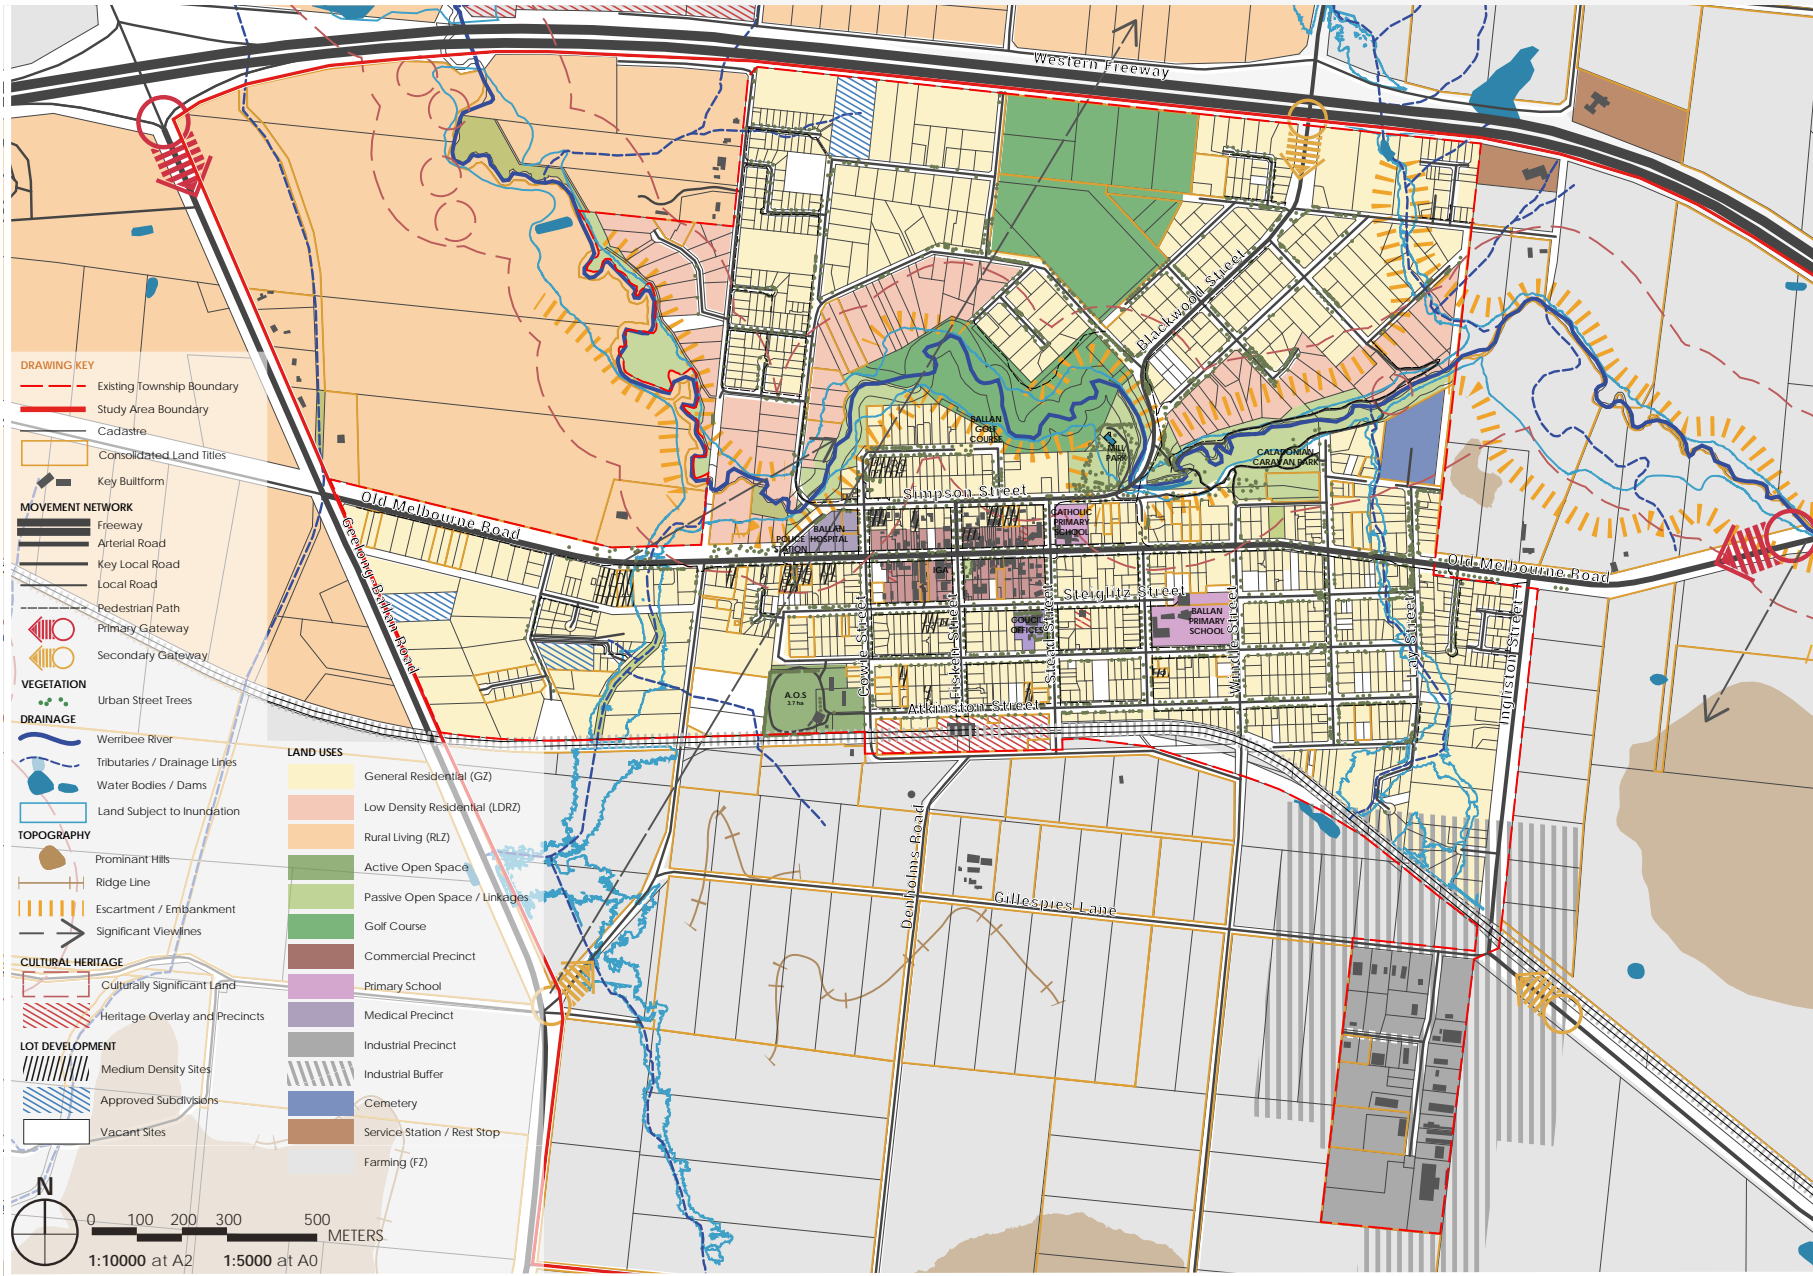 Western Freeway
Blackwood Street
DRAWING KEY
Existing Township Boundary
Study Area Boundary
Cadastre
Consolidated Land Titles
Key Builtform
MOVEMENT NETWORK
Freeway
Arterial Road
Key Local Road
Local Road
Pedestrian Path
Primary Gateway
Secondary Gateway
VEGETATION
Urban Street Trees
DRAINAGE
Werribee River
Tributaries / Drainage Lines
Water Bodies / Dams
Land Subject to Inundation
TOPOGRAPHY
Prominant Hills
Ridge Line
Escartment / Embankment
Significant Viewlines
CULTURAL HERITAGE
Culturally Significant Land
Heritage Overlay and Precincts
LOT DEVELOPMENT
Medium Density Sites
Approved Subdivisions
Vacant Sites
LAND USES
General Residential (GZ)
Low Density Residential (LDRZ)
Rural Living (RLZ)
Active Open Space
Passive Open Space / Linkages
Golf Course
Commercial Precinct
Primary School
Medical Precinct
Industrial Precinct
Industrial Buffer
Cemetery
Service Station / Rest Stop
Farming (FZ)
BALLAN
GOLF
COURSE
MILL
PARK
CALADONIAN
CARAVAN PARK
Simpson Street
Old Melbourne Road
Geelong-Ballan Road
BALLAN
HOSPITAL
POLICE
STATION
CATHOLIC
PRIMARY
SCHOOL
IGA
Old Melbourne Road
Steiglitz Street
BALLAN
PRIMARY
SCHOOL
COUCIL
OFFICES
Cowie Street
Fisken Street
Stead Street
Windle Street
Jay Street
Ingliston Street
A.O.S
3.7 ha
Atkinston Street
Denholms Road
Gillespies Lane
N
0 100 200 300 500
METERS
1:10000 at A2 1:5000 at A0